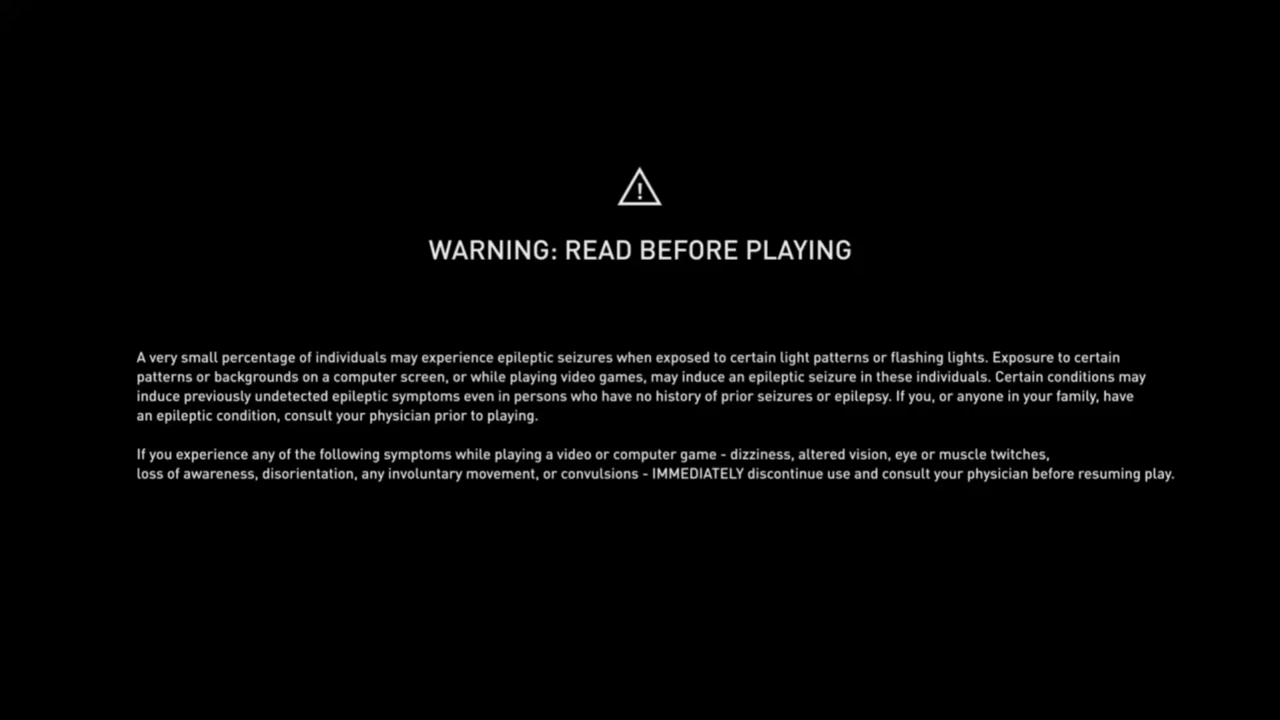 WARNING: READ BEFORE PLAYING
A very small percentage of individuals may experience epileptic seizures when exposed to certain light patterns or flashing lights. Exposure to certain
patterns or backgrounds on a computer screen, or while playing video games, may induce an epileptic seizure in these individuals. Certain conditions may
induce previously undetected epileptic symptoms even in persons who have no history of prior seizures or epilepsy. If you, or anyone in your family, have
an epileptic condition, consult your physician prior to playing.
If you experience any of the following symptoms while playing a video or computer game - dizziness, altered vision, eye or muscle twitches,
loss of awareness, disorientation, any involuntary movement, or convulsions - IMMEDIATELY discontinue use and consult your physician before resuming play.